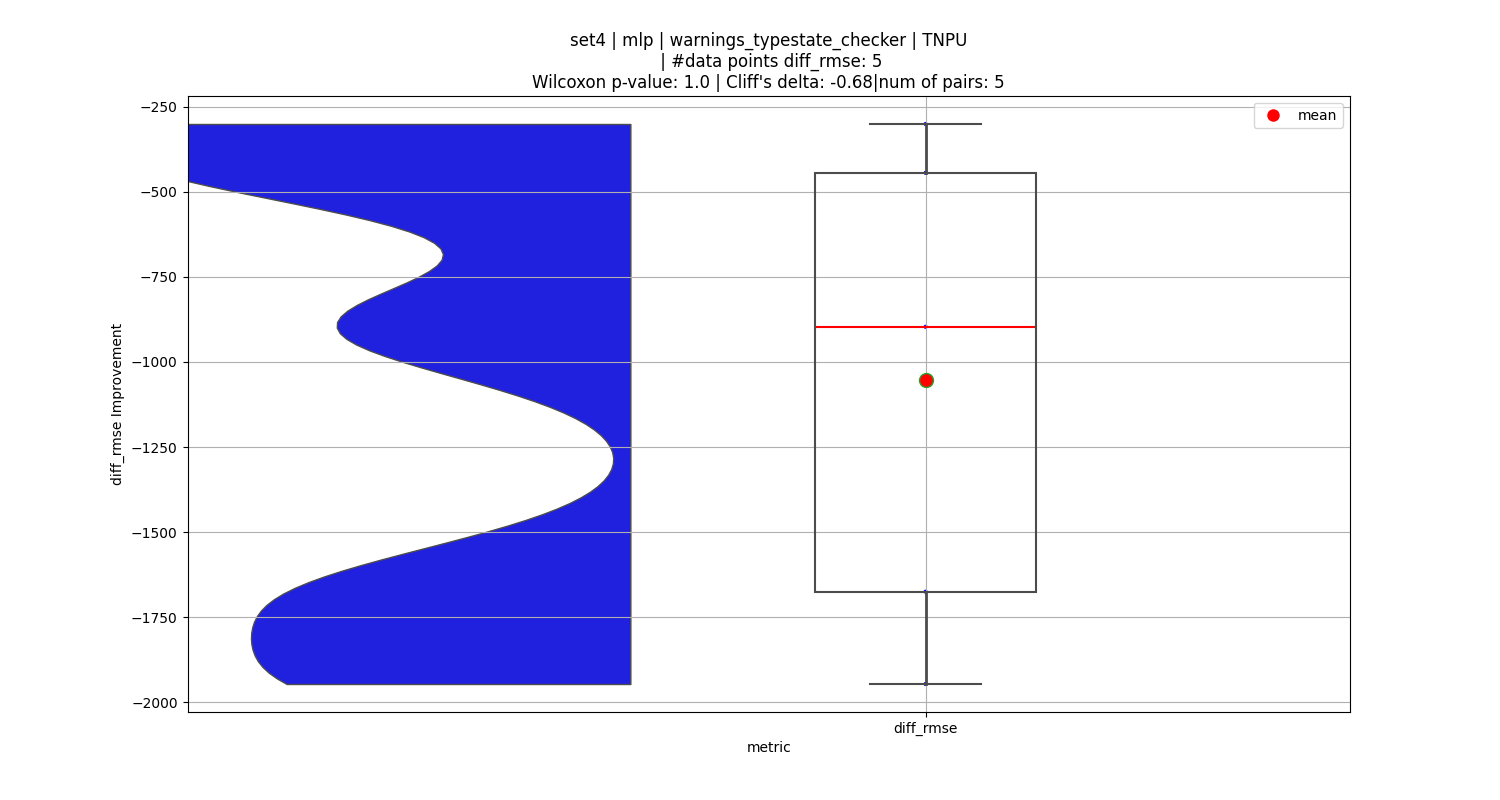 set4 | mlp | warnings_typestate_checker | TNPU
| #data points diff_rmse: 5
Wilcoxon p-value: 1.0 | Cliff's delta: -0.68|num of pairs: 5
mean
−250
−500
−750
−1000
−1250
−1500
−1750
−2000
diff_rmse Improvement
diff_rmse
metric